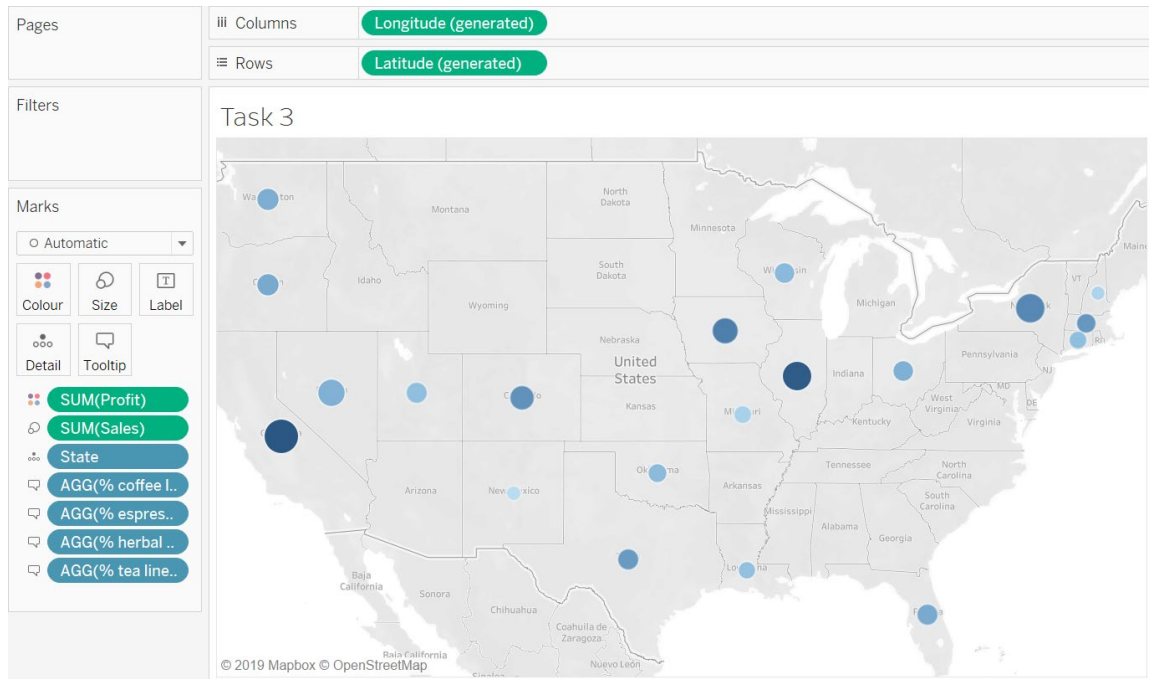 Pages
Columns
Longitude (generated)
Rows
Latitude (generated)
Filters
Task 3
Marks
Automatic
Colour
Size
T
Label
Detail
Tooltip
SUM(Profit)
SUM(Sales)
State
AGG(% coffee l..
AGG(% espres..
AGG(% herbal ..
AGG(% tea line..
Montana
North
Dakota
Minnesota
Maine
Idaho
South
Dakota
VT
Wyoming
Michigan
Nebraska
United
States
Indiana
Pennsylvania
NJ
Kansas
MD
DE
West
Virginia
Virginia
Kentucky
Arizona
Tennessee
North
Carolina
Arkansas
South
Carolina
Mississippi
Alabama
Georgia
Baja
California
Sonora
Chihuahua
Coahuila de
Zaragoza
Baja California
Nuevo León
© 2019 Mapbox © OpenStreetMap